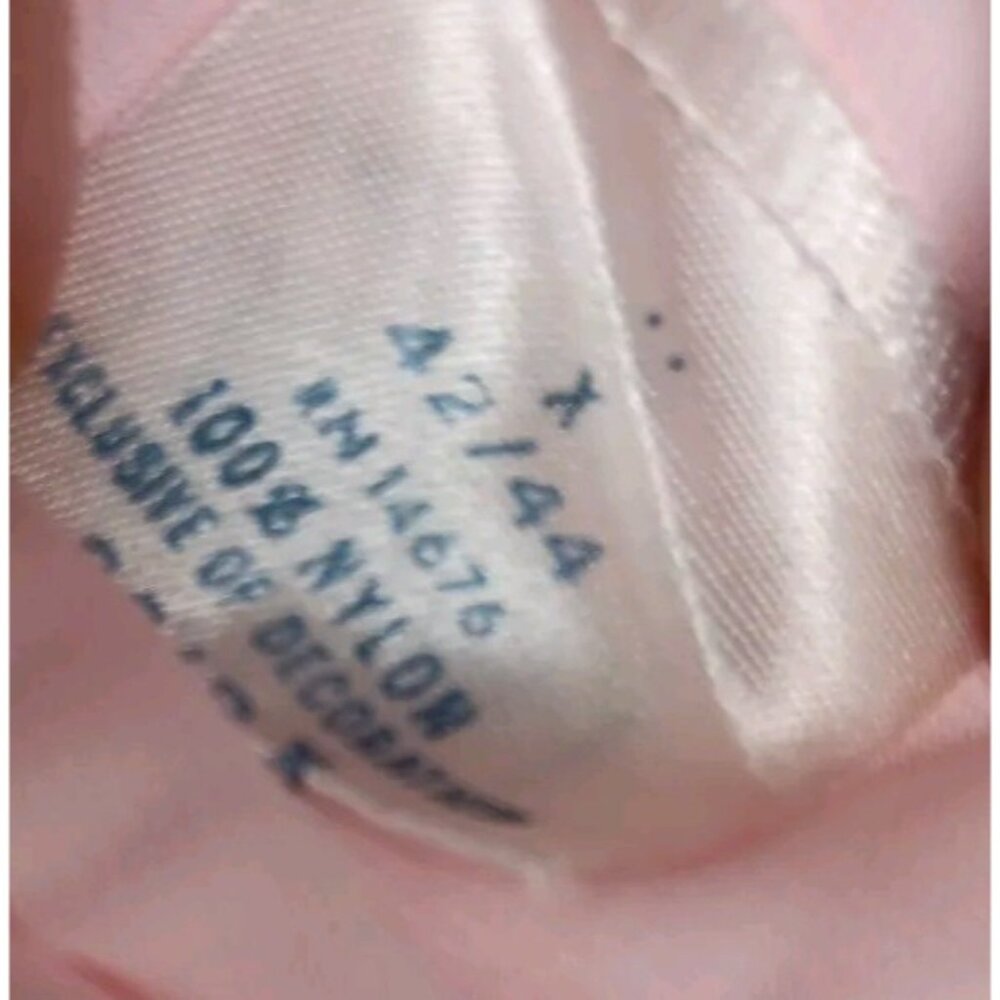 X
42/44
RN 14676
100% NYLON
EXCLUSIVE OF DECORATION